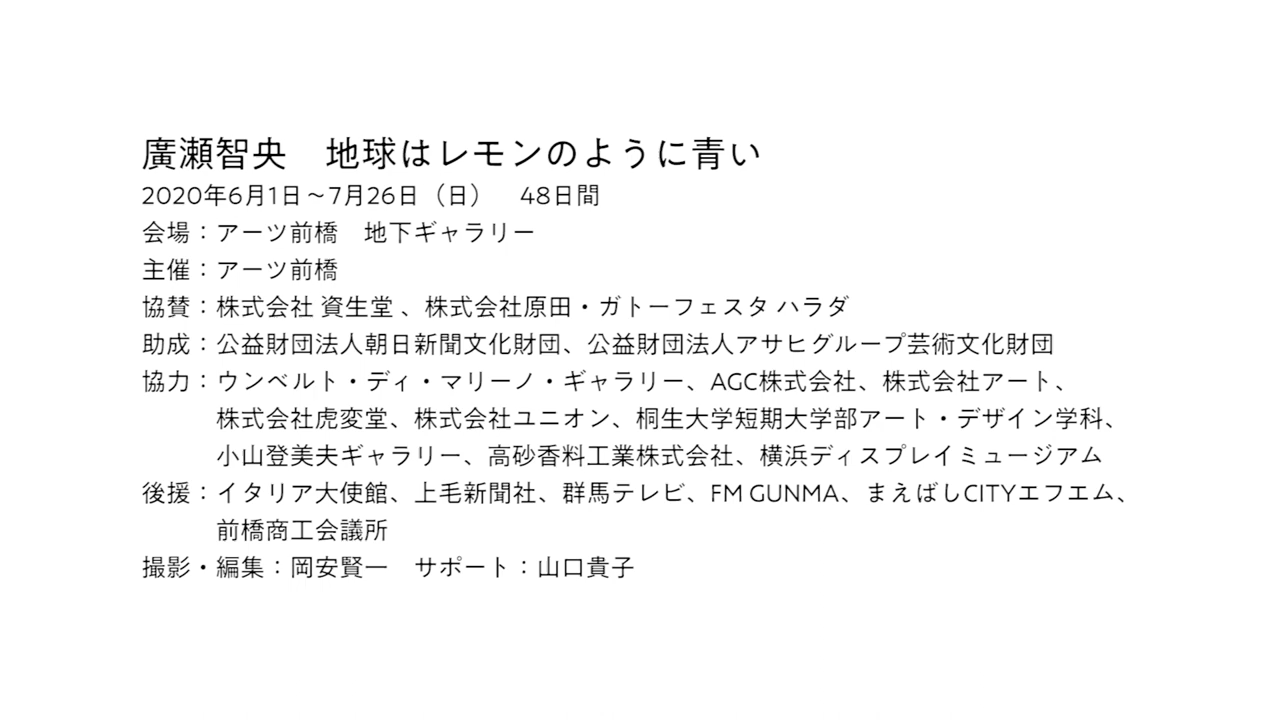 廣瀬智央　地球はレモンのように青い
2020年6月1日～7月26日（日）　48日間
会場：アーツ前橋　地下ギャラリー
主催：アーツ前橋
協賛：株式会社 資生堂 、株式会社原田・ガトーフェスタ ハラダ
助成：公益財団法人朝日新聞文化財団、公益財団法人アサヒグループ芸術文化財団
協力：ウンベルト・ディ・マリーノ・ギャラリー、AGC株式会社、株式会社アート、
株式会社虎変堂、株式会社ユニオン、桐生大学短期大学部アート・デザイン学科、
小山登美夫ギャラリー、高砂香料工業株式会社、横浜ディスプレイミュージアム
後援：イタリア大使館、上毛新聞社、群馬テレビ、FM GUNMA、まえばしCITYエフエム、
前橋商工会議所
撮影・編集：岡安賢一　サポート：山口貴子